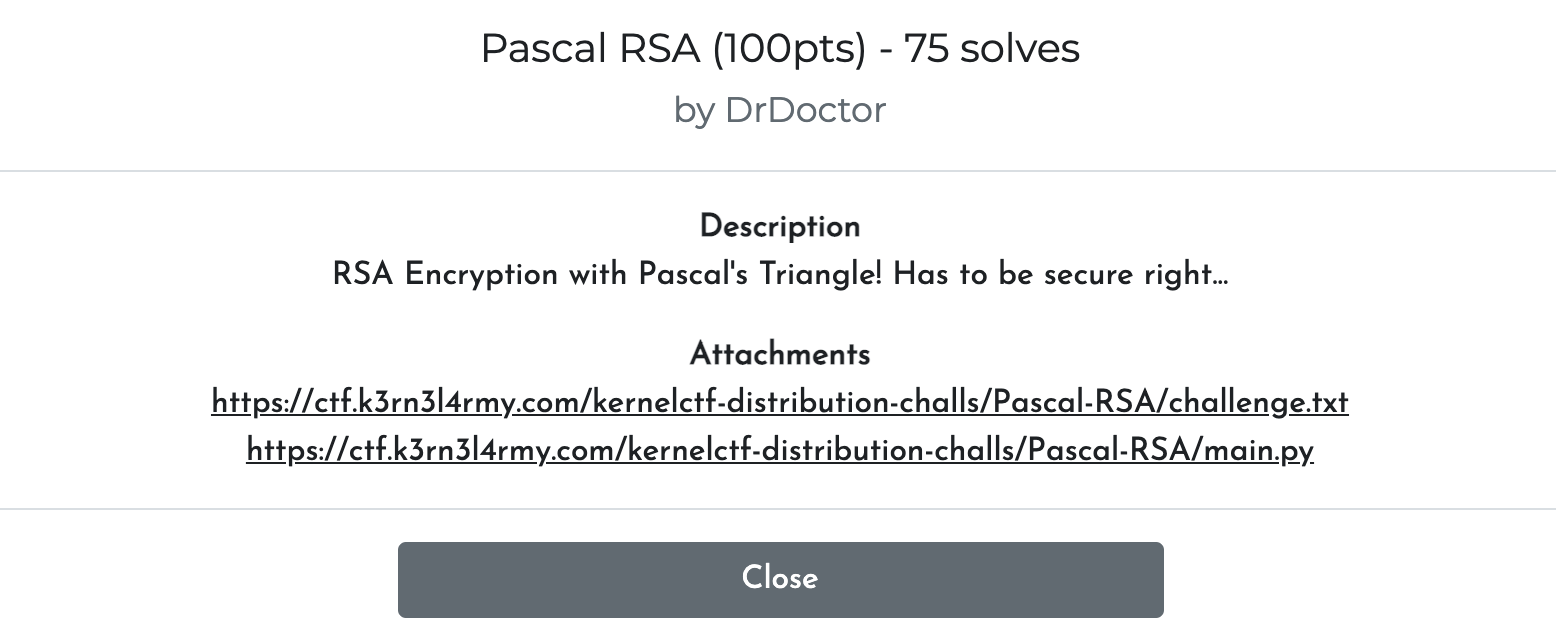 Pascal RSA (100pts) - 75 solves
by DrDoctor
Description
RSA Encryption with Pascal's Triangle! Has to be secure right...
Attachments
https://ctf.k3rn3l4rmy.com/kernelctf-distribution-challs/Pascal-RSA/challenge.txt
https://ctf.k3rn3l4rmy.com/kernelctf-distribution-challs/Pascal-RSA/main.py
Close